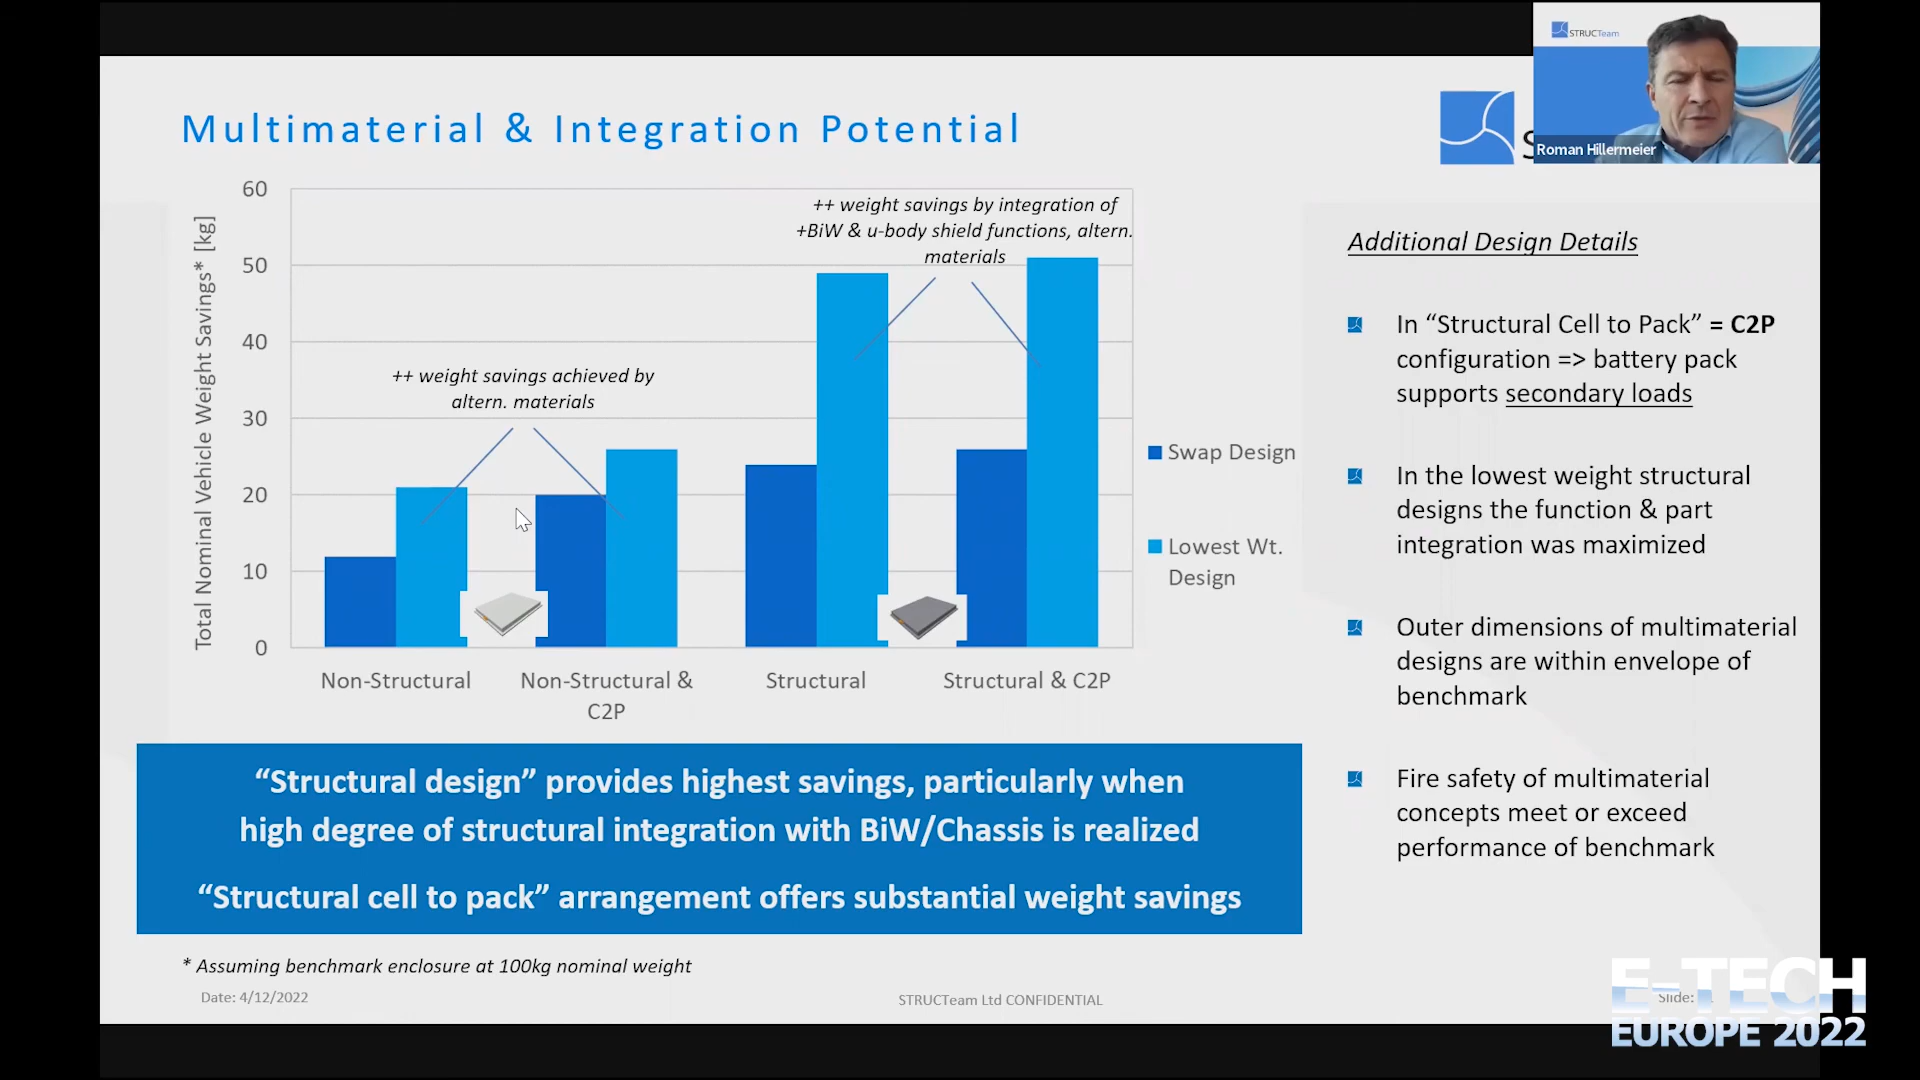 STRUCTeam
Roman Hillermeier
Multimaterial & Integration Potential
Total Nominal Vehicle Weight Savings* [kg]
60
50
40
30
20
10
0
++ weight savings achieved by
altern. materials
++ weight savings by integration of
+BiW & u-body shield functions, altern.
materials
Non-Structural
Non-Structural &
C2P
Structural
Structural & C2P
Swap Design
Lowest Wt.
Design
Additional Design Details
In “Structural Cell to Pack” = C2P
configuration => battery pack
supports secondary loads
In the lowest weight structural
designs the function & part
integration was maximized
Outer dimensions of multimaterial
designs are within envelope of
benchmark
Fire safety of multimaterial
concepts meet or exceed
performance of benchmark
“Structural design” provides highest savings, particularly when
high degree of structural integration with BiW/Chassis is realized
“Structural cell to pack” arrangement offers substantial weight savings
* Assuming benchmark enclosure at 100kg nominal weight
Date: 4/12/2022
STRUCTeam Ltd CONFIDENTIAL
Slide:
E-TECH
EUROPE 2022